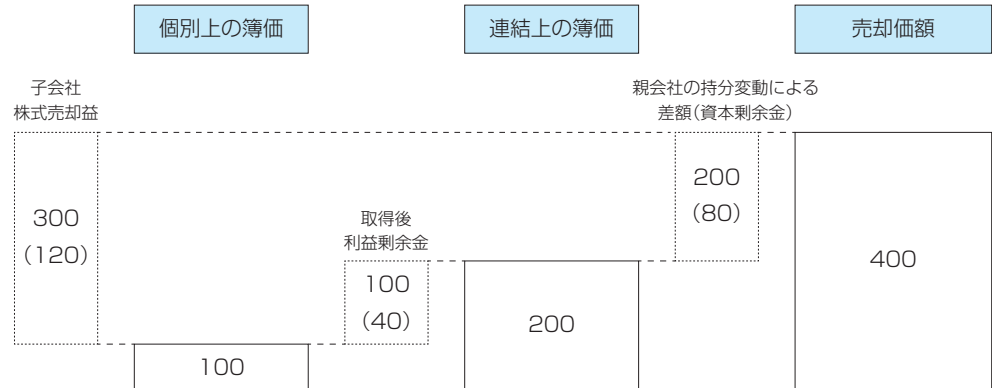 個別上の簿価
連結上の簿価
売却価額
子会社
株式売却益
親会社の持分変動による
差額(資本剰余金)
300
(120)
取得後
利益剰余金
200
(80)
100
(40)
400
200
100